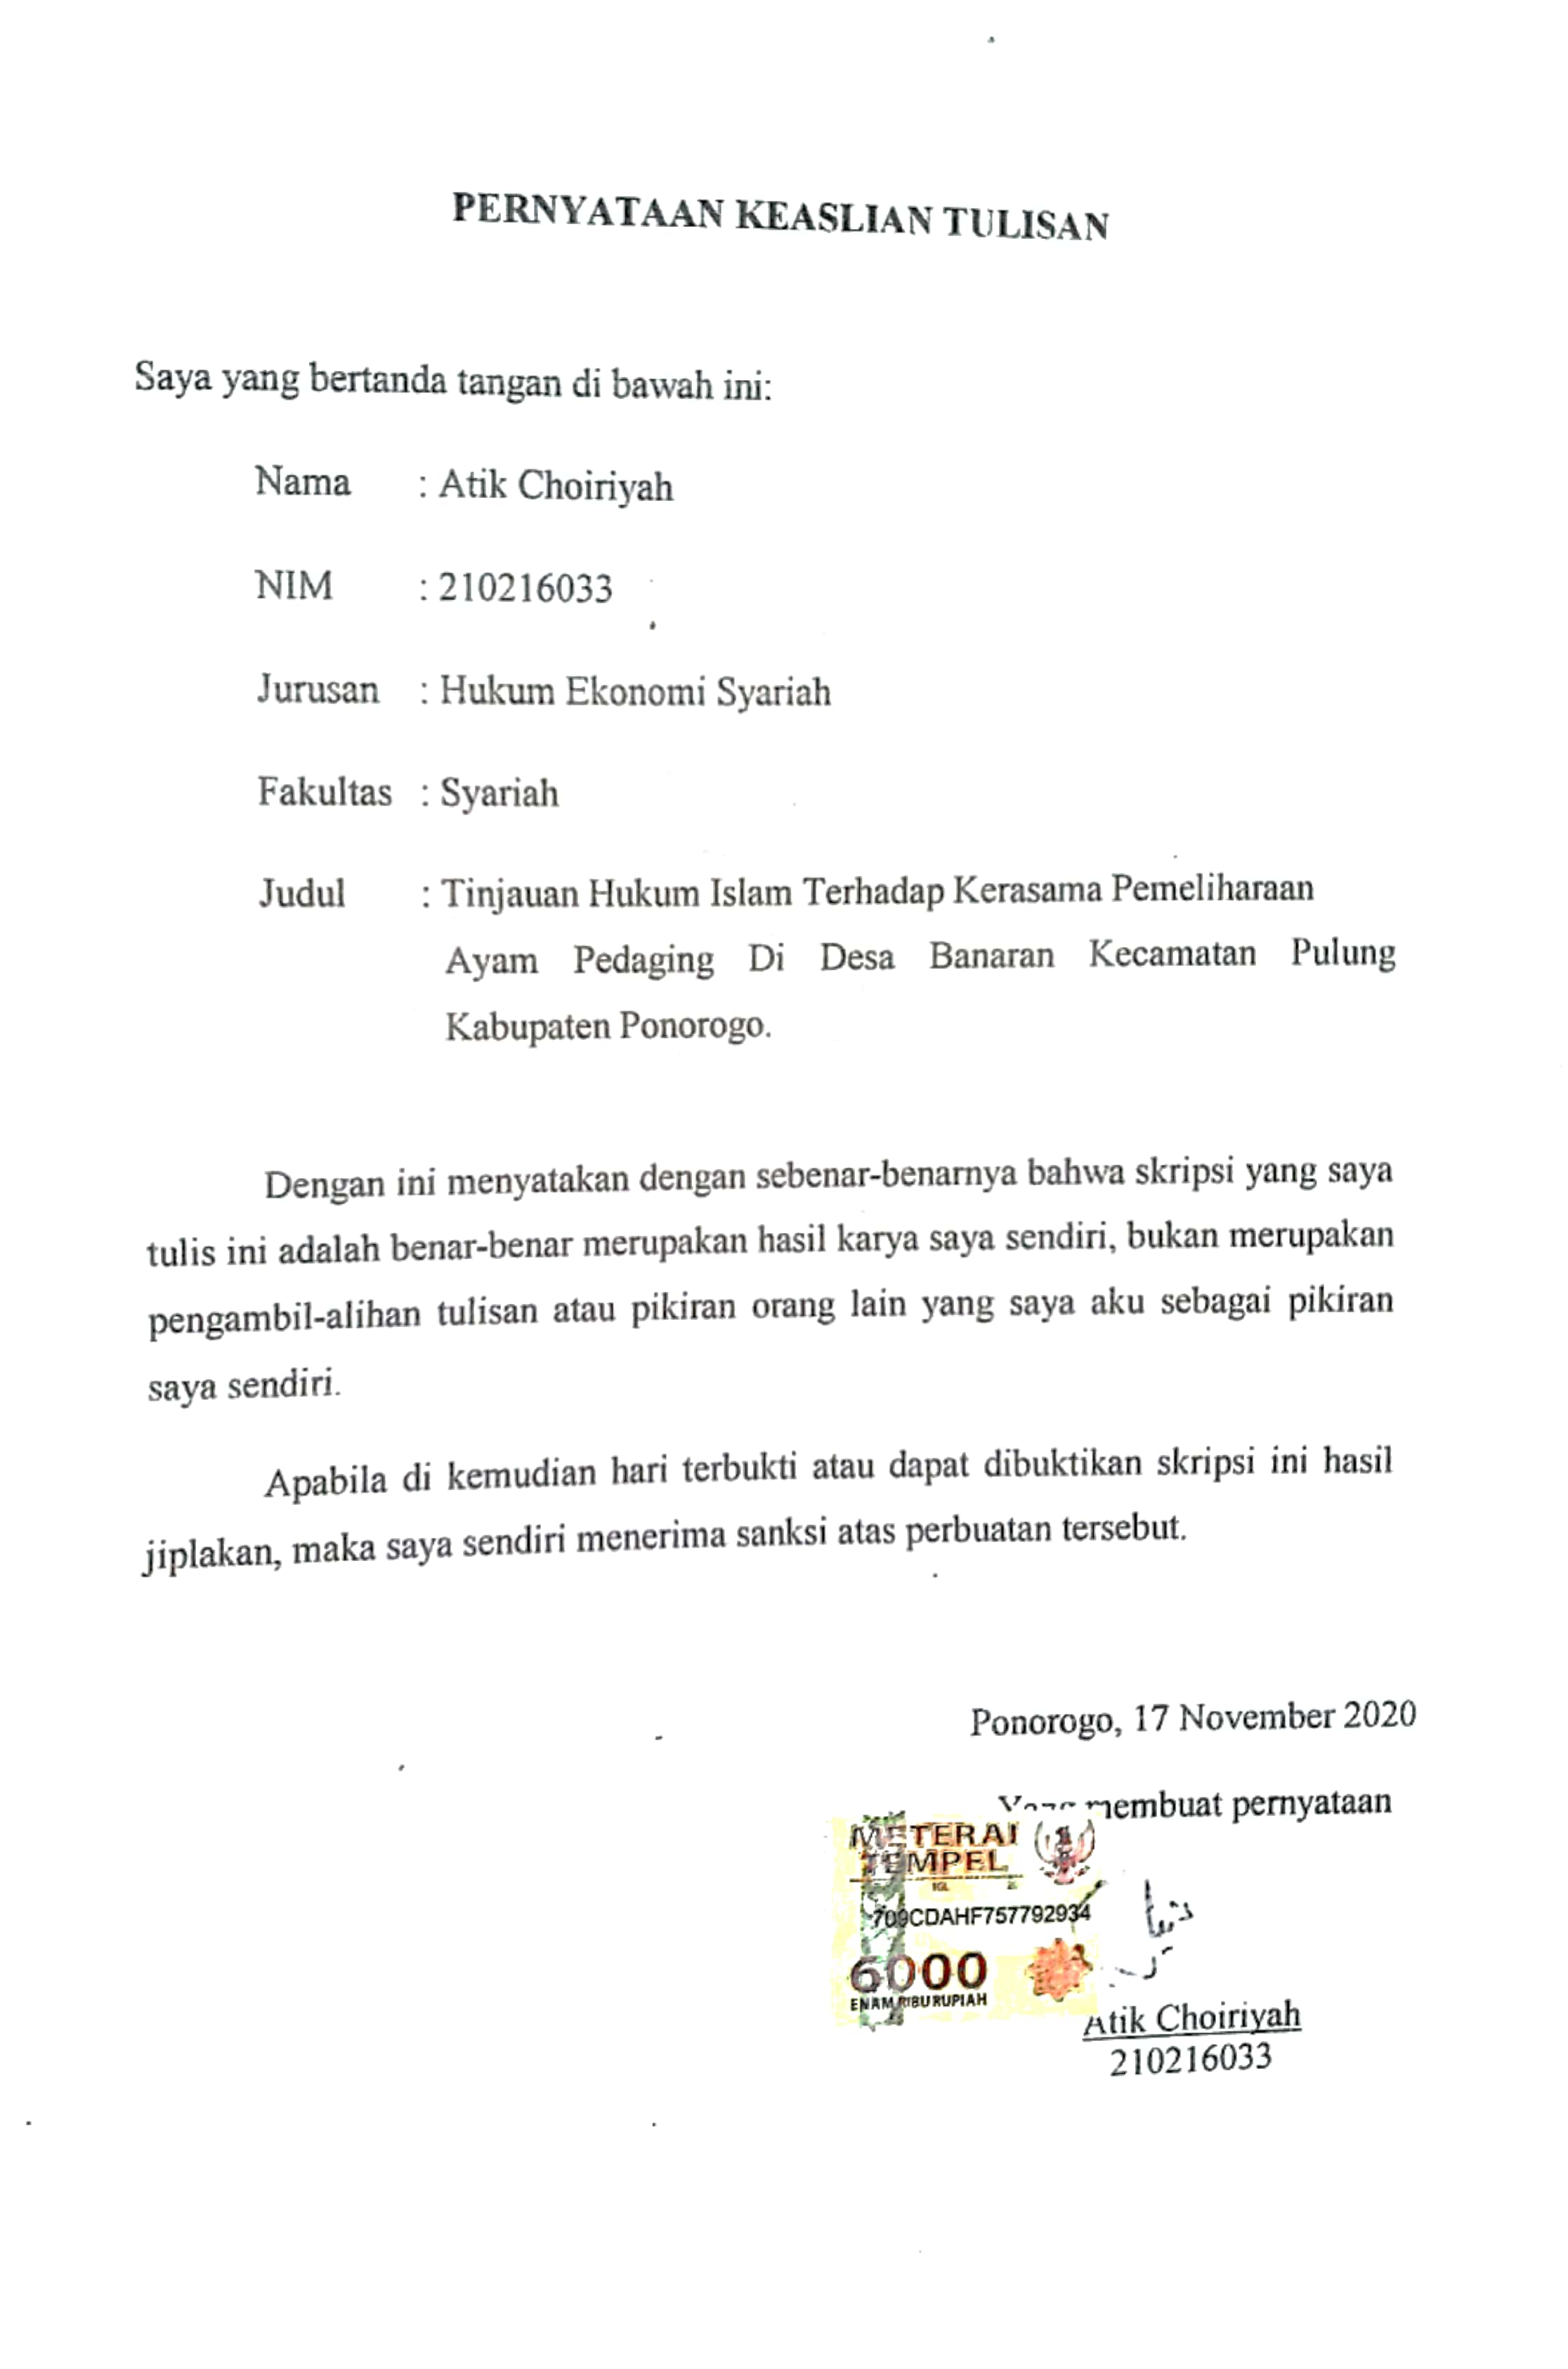 PERNYATAAN KEASLIAN TULISAN
Saya yang bertanda tangan di bawah ini:
Nama : Atik Choiriyah
NIM : 210216033
Jurusan : Hukum Ekonomi Syariah
Fakultas : Syariah
Judul : Tinjauan Hukum Islam Terhadap Kerasama Pemeliharaan
Ayam Pedaging Di Desa Banaran Kecamatan Pulung
Kabupaten Ponorogo.
Dengan ini menyatakan dengan sebenar-benarnya bahwa skripsi yang saya
tulis ini adalah benar-benar merupakan hasil karya saya sendiri, bukan merupakan
pengambil-alihan tulisan atau pikiran orang lain yang saya aku sebagai pikiran
saya sendiri.
Apabila di kemudian hari terbukti atau dapat dibuktikan skripsi ini hasil
jiplakan, maka saya sendiri menerima sanksi atas perbuatan tersebut.
Ponorogo, 17 November 2020
Yang membuat pernyataan
METERAI
TEMPEL
709CDAHF757792934
6000
ENAM RIBU RUPIAH
Atik Choiriyah
210216033